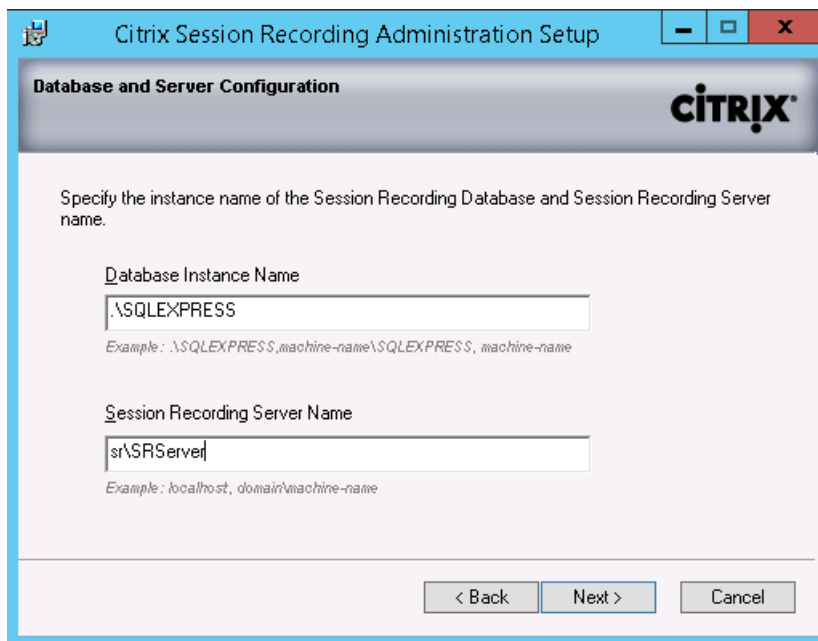 Citrix Session Recording Administration Setup
Database and Server Configuration
CİTRIX®
Specify the instance name of the Session Recording Database and Session Recording Server
name.
Database Instance Name
.\SQLEXPRESS
Example: .\SQLEXPRESS,machine-name\SQLEXPRESS, machine-name
Session Recording Server Name
sr\SRServer
Example: localhost, domain\machine-name
< Back Next > Cancel